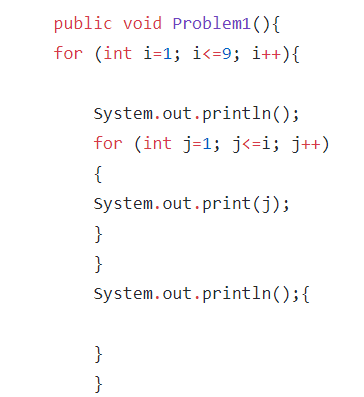 public void Problem1(){
for (int i=1; i<=9; i++){
System.out.println();
for (int j=1; j<=i; j++)
{
System.out.print(j);
}
}
System.out.println();{
}
}